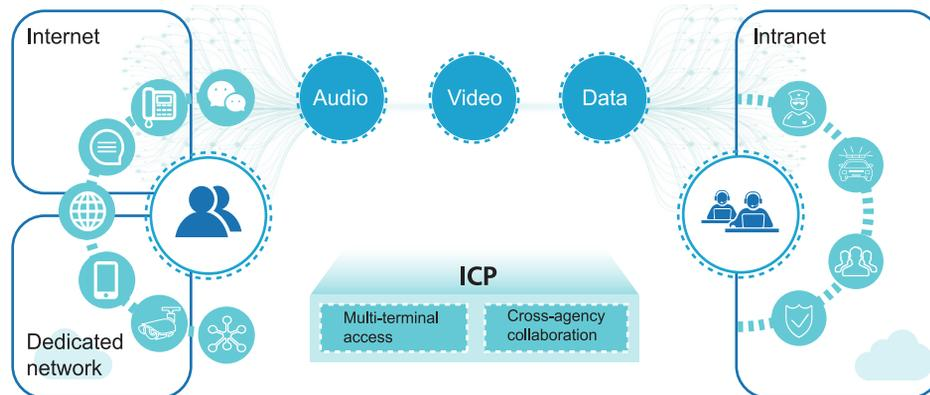 Internet
Audio
Video
Data
Intranet
ICP
Multi-terminal
access
Cross-agency
collaboration
Dedicated
network